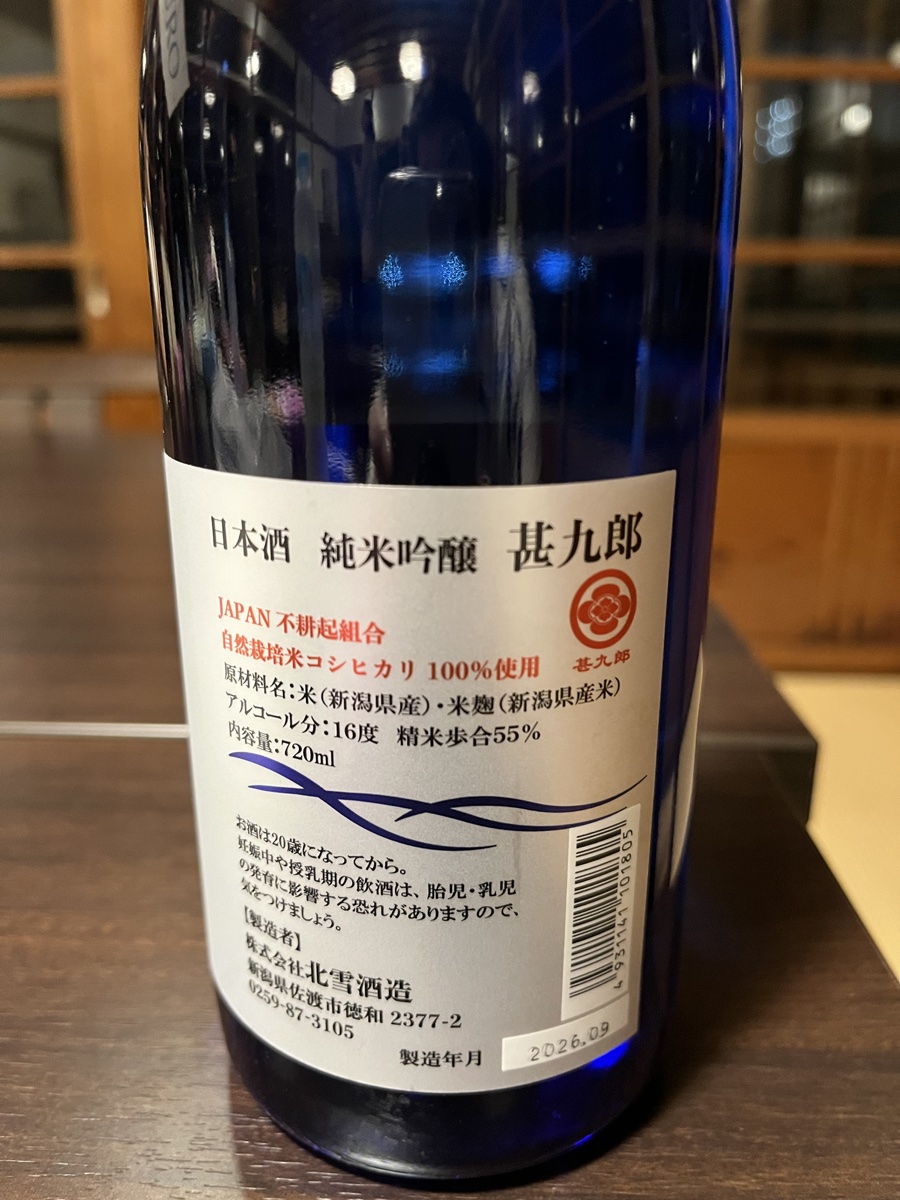 日本酒 純米吟醸 甚九郎
JAPAN 不耕起組合
自然栽培米コシヒカリ 100%使用
甚九郎
原材料名:米(新潟県産)・米麹(新潟県産米)
アルコール分:16度 精米歩合55%
内容量:720ml
お酒は20歳になってから。
妊娠中や授乳期の飲酒は、胎児・乳児
の発育に影響する恐れがありますので、
気をつけましょう。
【製造者】
株式会社北雪酒造
新潟県佐渡市徳和 2377-2
0259-87-3105
4 931141 101805
製造年月 2026.09